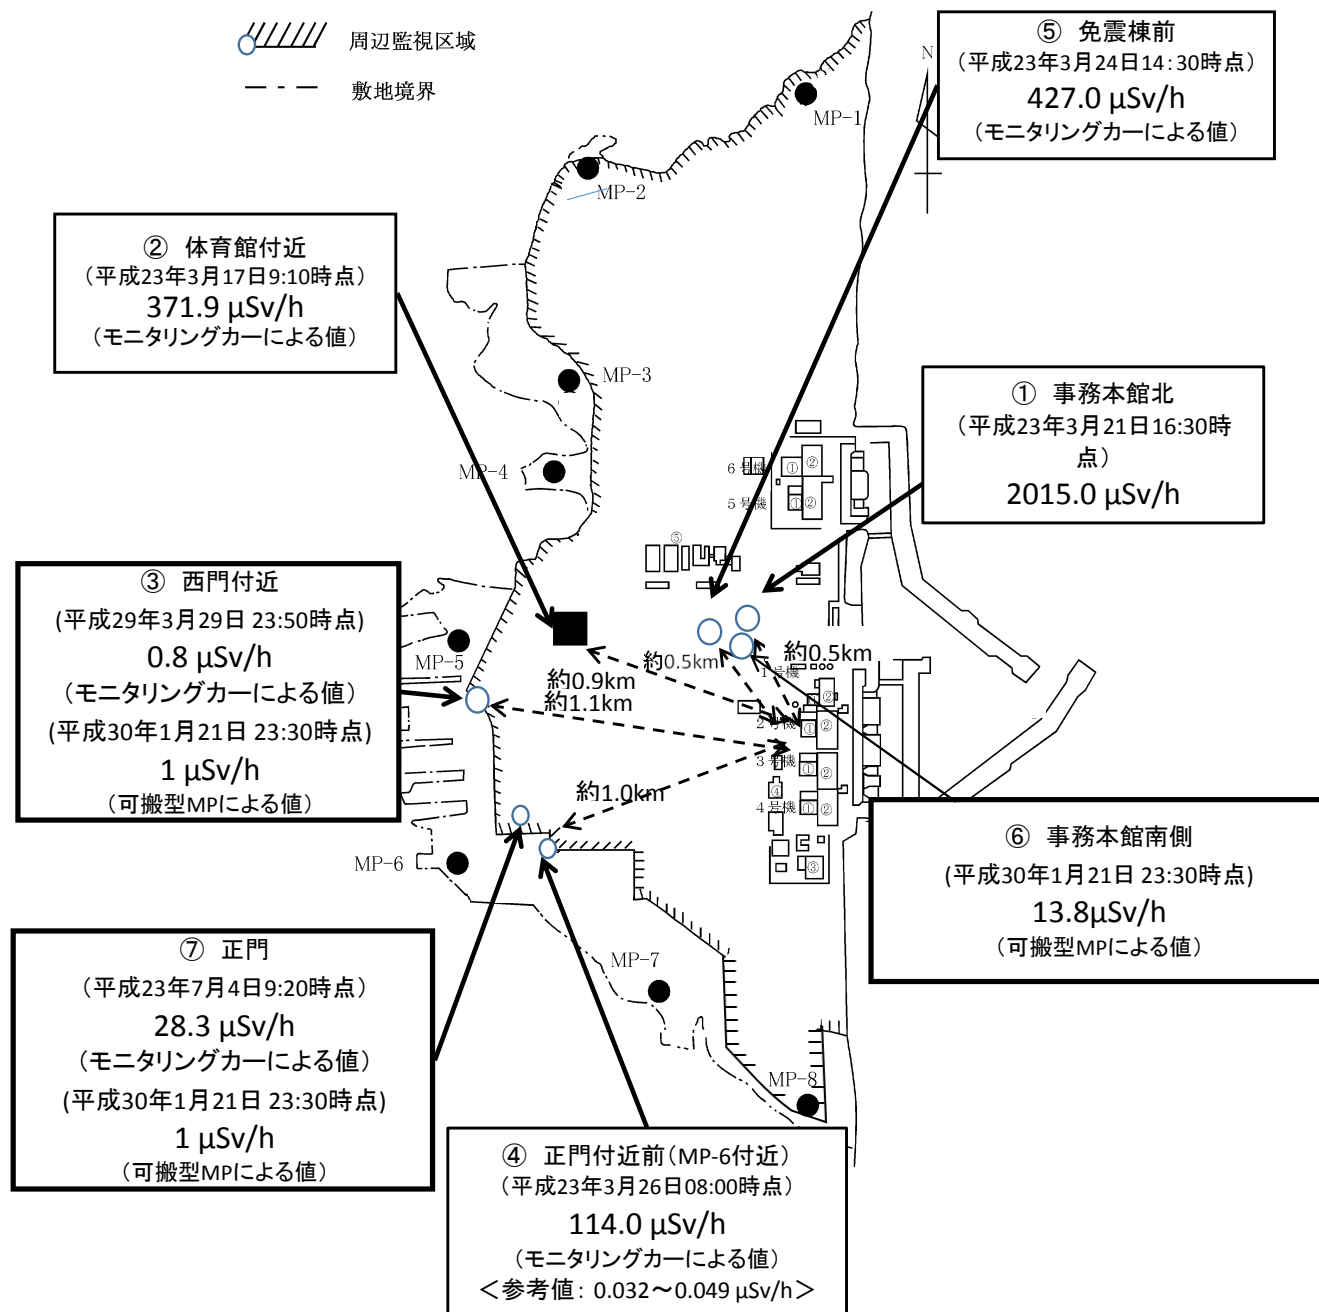 周辺監視区域
敷地境界
⑤ 免震棟前
(平成23年3月24日14:30時点)
427.0 μSv/h
(モニタリングカーによる値)
N
MP-1
MP-2
② 体育館付近
(平成23年3月17日9:10時点)
371.9 μSv/h
(モニタリングカーによる値)
MP-3
① 事務本館北
(平成23年3月21日16:30時
点)
2015.0 μSv/h
MP-4
6号機
①
②
5号機
①
②
⑤
③ 西門付近
(平成29年3月29日 23:50時点)
0.8 μSv/h
(モニタリングカーによる値)
(平成30年1月21日 23:30時点)
1 μSv/h
(可搬型MPによる値)
MP-5
約0.5km
約0.5km
約0.9km
約1.1km
1号機
②
2号機
①
②
3号機
①
②
④
4号機
①
②
③
約1.0km
MP-6
⑥ 事務本館南側
(平成30年1月21日 23:30時点)
13.8μSv/h
(可搬型MPによる値)
⑦ 正門
(平成23年7月4日9:20時点)
28.3 μSv/h
(モニタリングカーによる値)
(平成30年1月21日 23:30時点)
1 μSv/h
(可搬型MPによる値)
MP-7
MP-8
④ 正門付近前(MP-6付近)
(平成23年3月26日08:00時点)
114.0 μSv/h
(モニタリングカーによる値)
<参考値: 0.032～0.049 μSv/h>